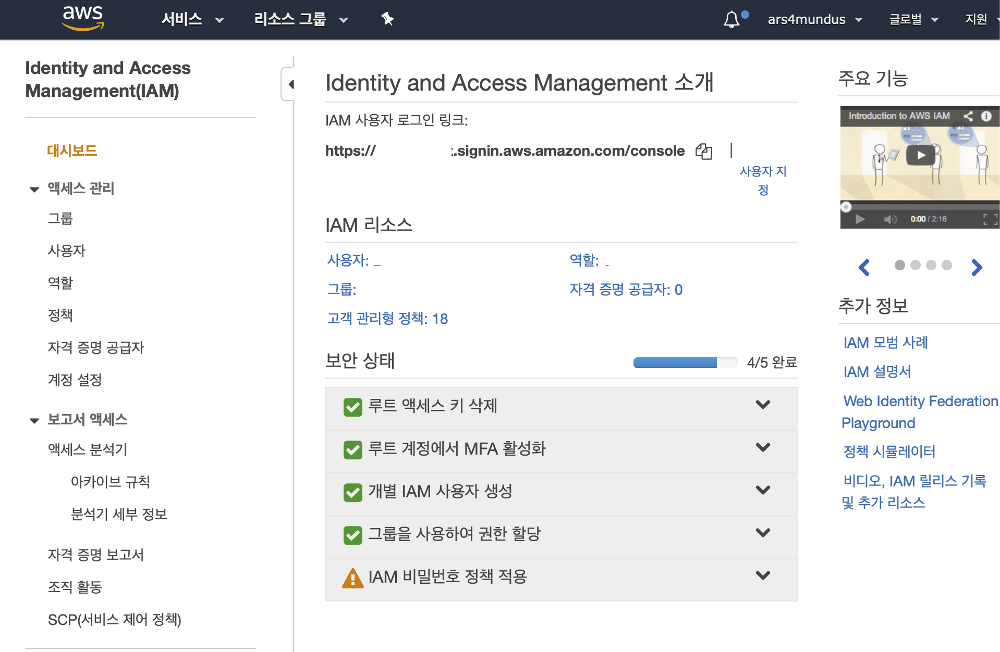 aws
서비스
리소스 그룹
ars4mundus
글로벌
지원
Identity and Access
Management(IAM)
대시보드
액세스 관리
그룹
사용자
역할
정책
자격 증명 공급자
계정 설정
보고서 액세스
액세스 분석기
아카이브 규칙
분석기 세부 정보
자격 증명 보고서
조직 활동
SCP(서비스 제어 정책)
Identity and Access Management 소개
IAM 사용자 로그인 링크:
https:// .signin.aws.amazon.com/console |
사용자 지
정
IAM 리소스
사용자:
역할:
그룹:
자격 증명 공급자: 0
고객 관리형 정책: 18
보안 상태
4/5 완료
루트 액세스 키 삭제
루트 계정에서 MFA 활성화
개별 IAM 사용자 생성
그룹을 사용하여 권한 할당
IAM 비밀번호 정책 적용
주요 기능
Introduction to AWS IAM
0:00 / 2:16
추가 정보
IAM 모범 사례
IAM 설명서
Web Identity Federation
Playground
정책 시뮬레이터
비디오, IAM 릴리스 기록
및 추가 리소스